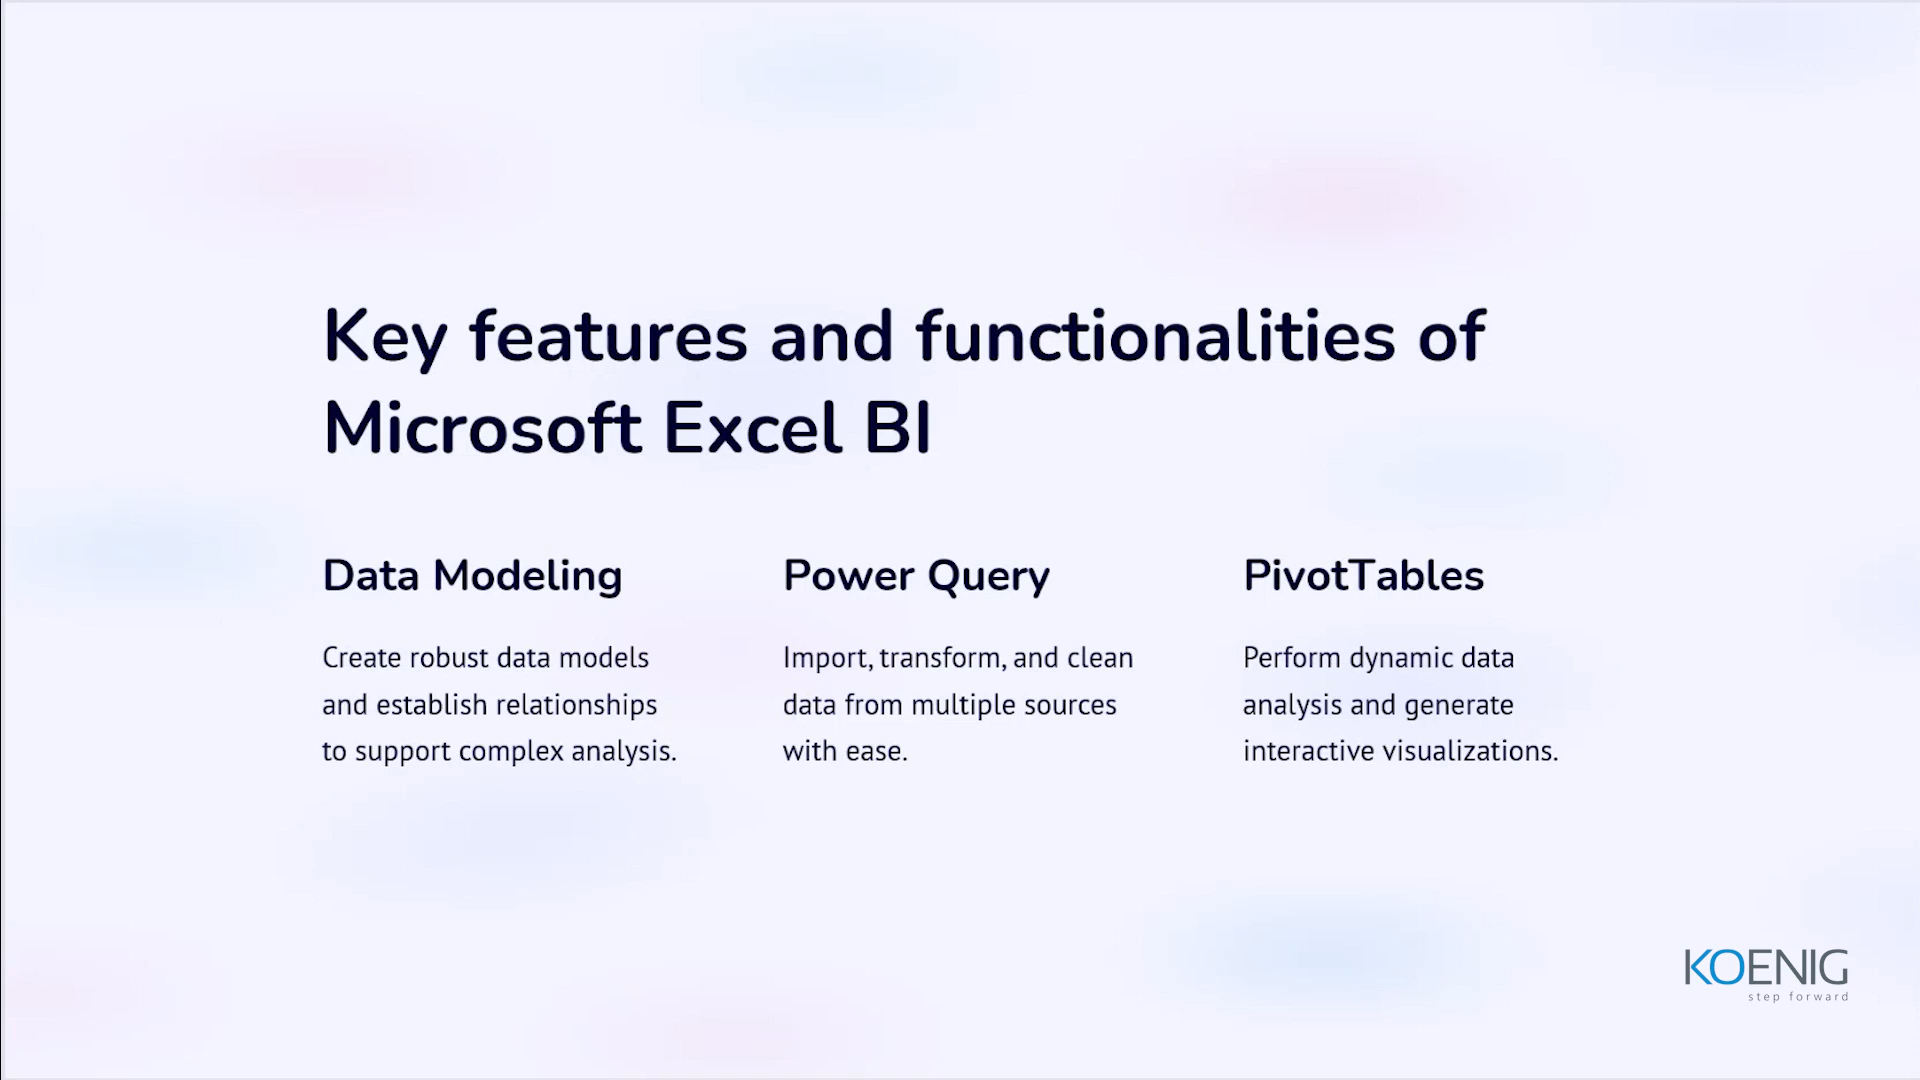 Key features and functionalities of
Microsoft Excel BI
Data Modeling
Create robust data models
and establish relationships
to support complex analysis.
Power Query
Import, transform, and clean
data from multiple sources
with ease.
PivotTables
Perform dynamic data
analysis and generate
interactive visualizations.
KOENIG
step forward